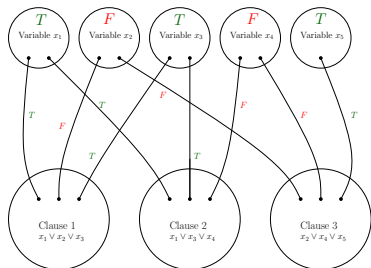 T F T F T
Variable x₁ Variable x₂ Variable x₃ Variable x₄ Variable x₅
F
F
T F T
F
T T
Clause 1 Clause 2 Clause 3
x₁ ∨ x₂ ∨ x₃ x₁ ∨ x₃ ∨ x₄ x₂ ∨ x₄ ∨ x₅